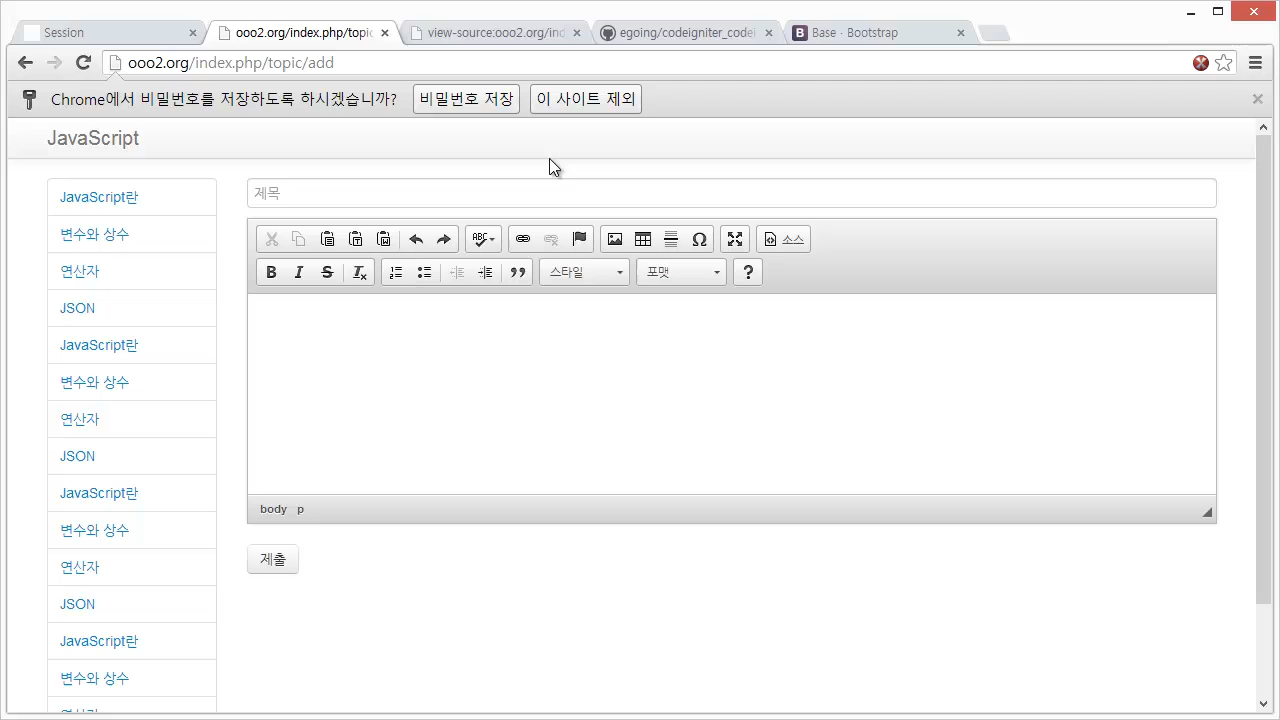 Session
ooo2.org/index.php/topic
view-source:ooo2.org/ind
egoing/codeigniter_codei
Base · Bootstrap
ooo2.org/index.php/topic/add
Chrome에서 비밀번호를 저장하도록 하시겠습니까?
비밀번호 저장
이 사이트 제외
JavaScript
JavaScript란
변수와 상수
연산자
JSON
JavaScript란
변수와 상수
연산자
JSON
JavaScript란
변수와 상수
연산자
JSON
JavaScript란
변수와 상수
연산자
제목
ABC
소스
B I S Tx
스타일
포맷
?
body p
제출